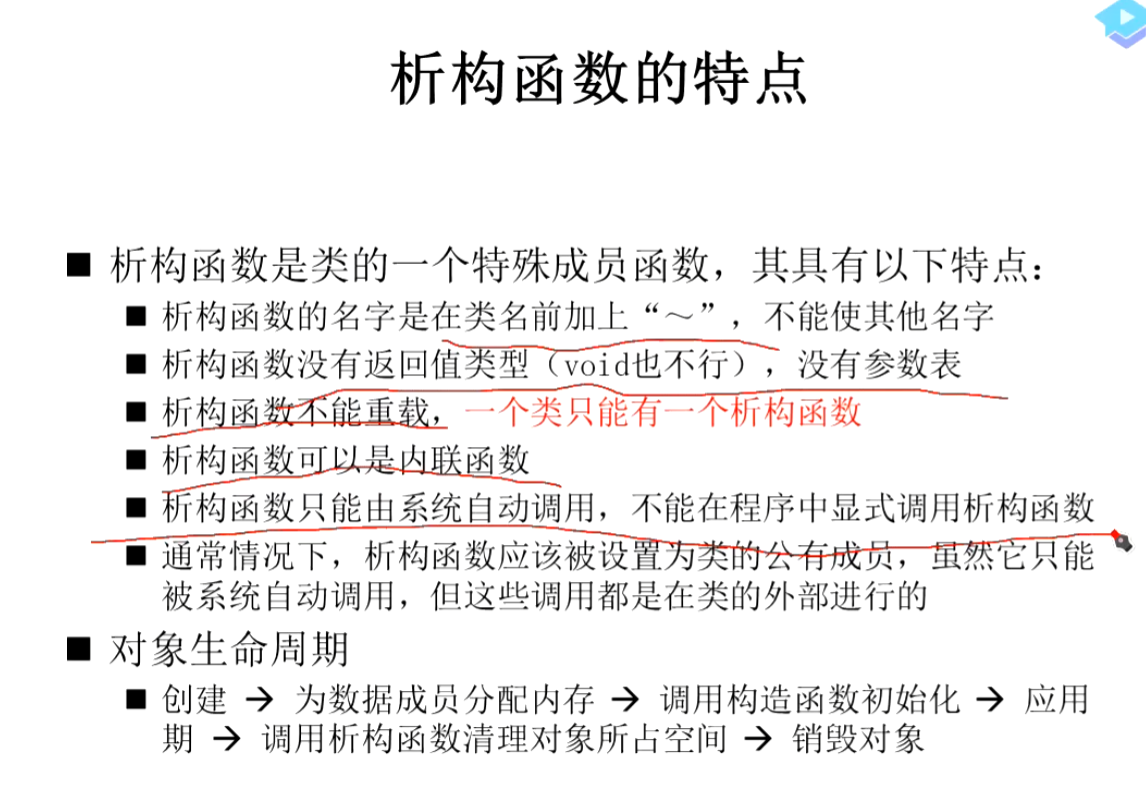 析构函数的特点
■ 析构函数是类的一个特殊成员函数，其具有以下特点：
■ 析构函数的名字是在类名前加上“～”，不能使其他名字
■ 析构函数没有返回值类型（void也不行），没有参数表
■ 析构函数不能重载，一个类只能有一个析构函数
■ 析构函数可以是内联函数
■ 析构函数只能由系统自动调用，不能在程序中显式调用析构函数
■ 通常情况下，析构函数应该被设置为类的公有成员，虽然它只能
被系统自动调用，但这些调用都是在类的外部进行的
■ 对象生命周期
■ 创建 → 为数据成员分配内存 → 调用构造函数初始化 → 应用
期 → 调用析构函数清理对象所占空间 → 销毁对象